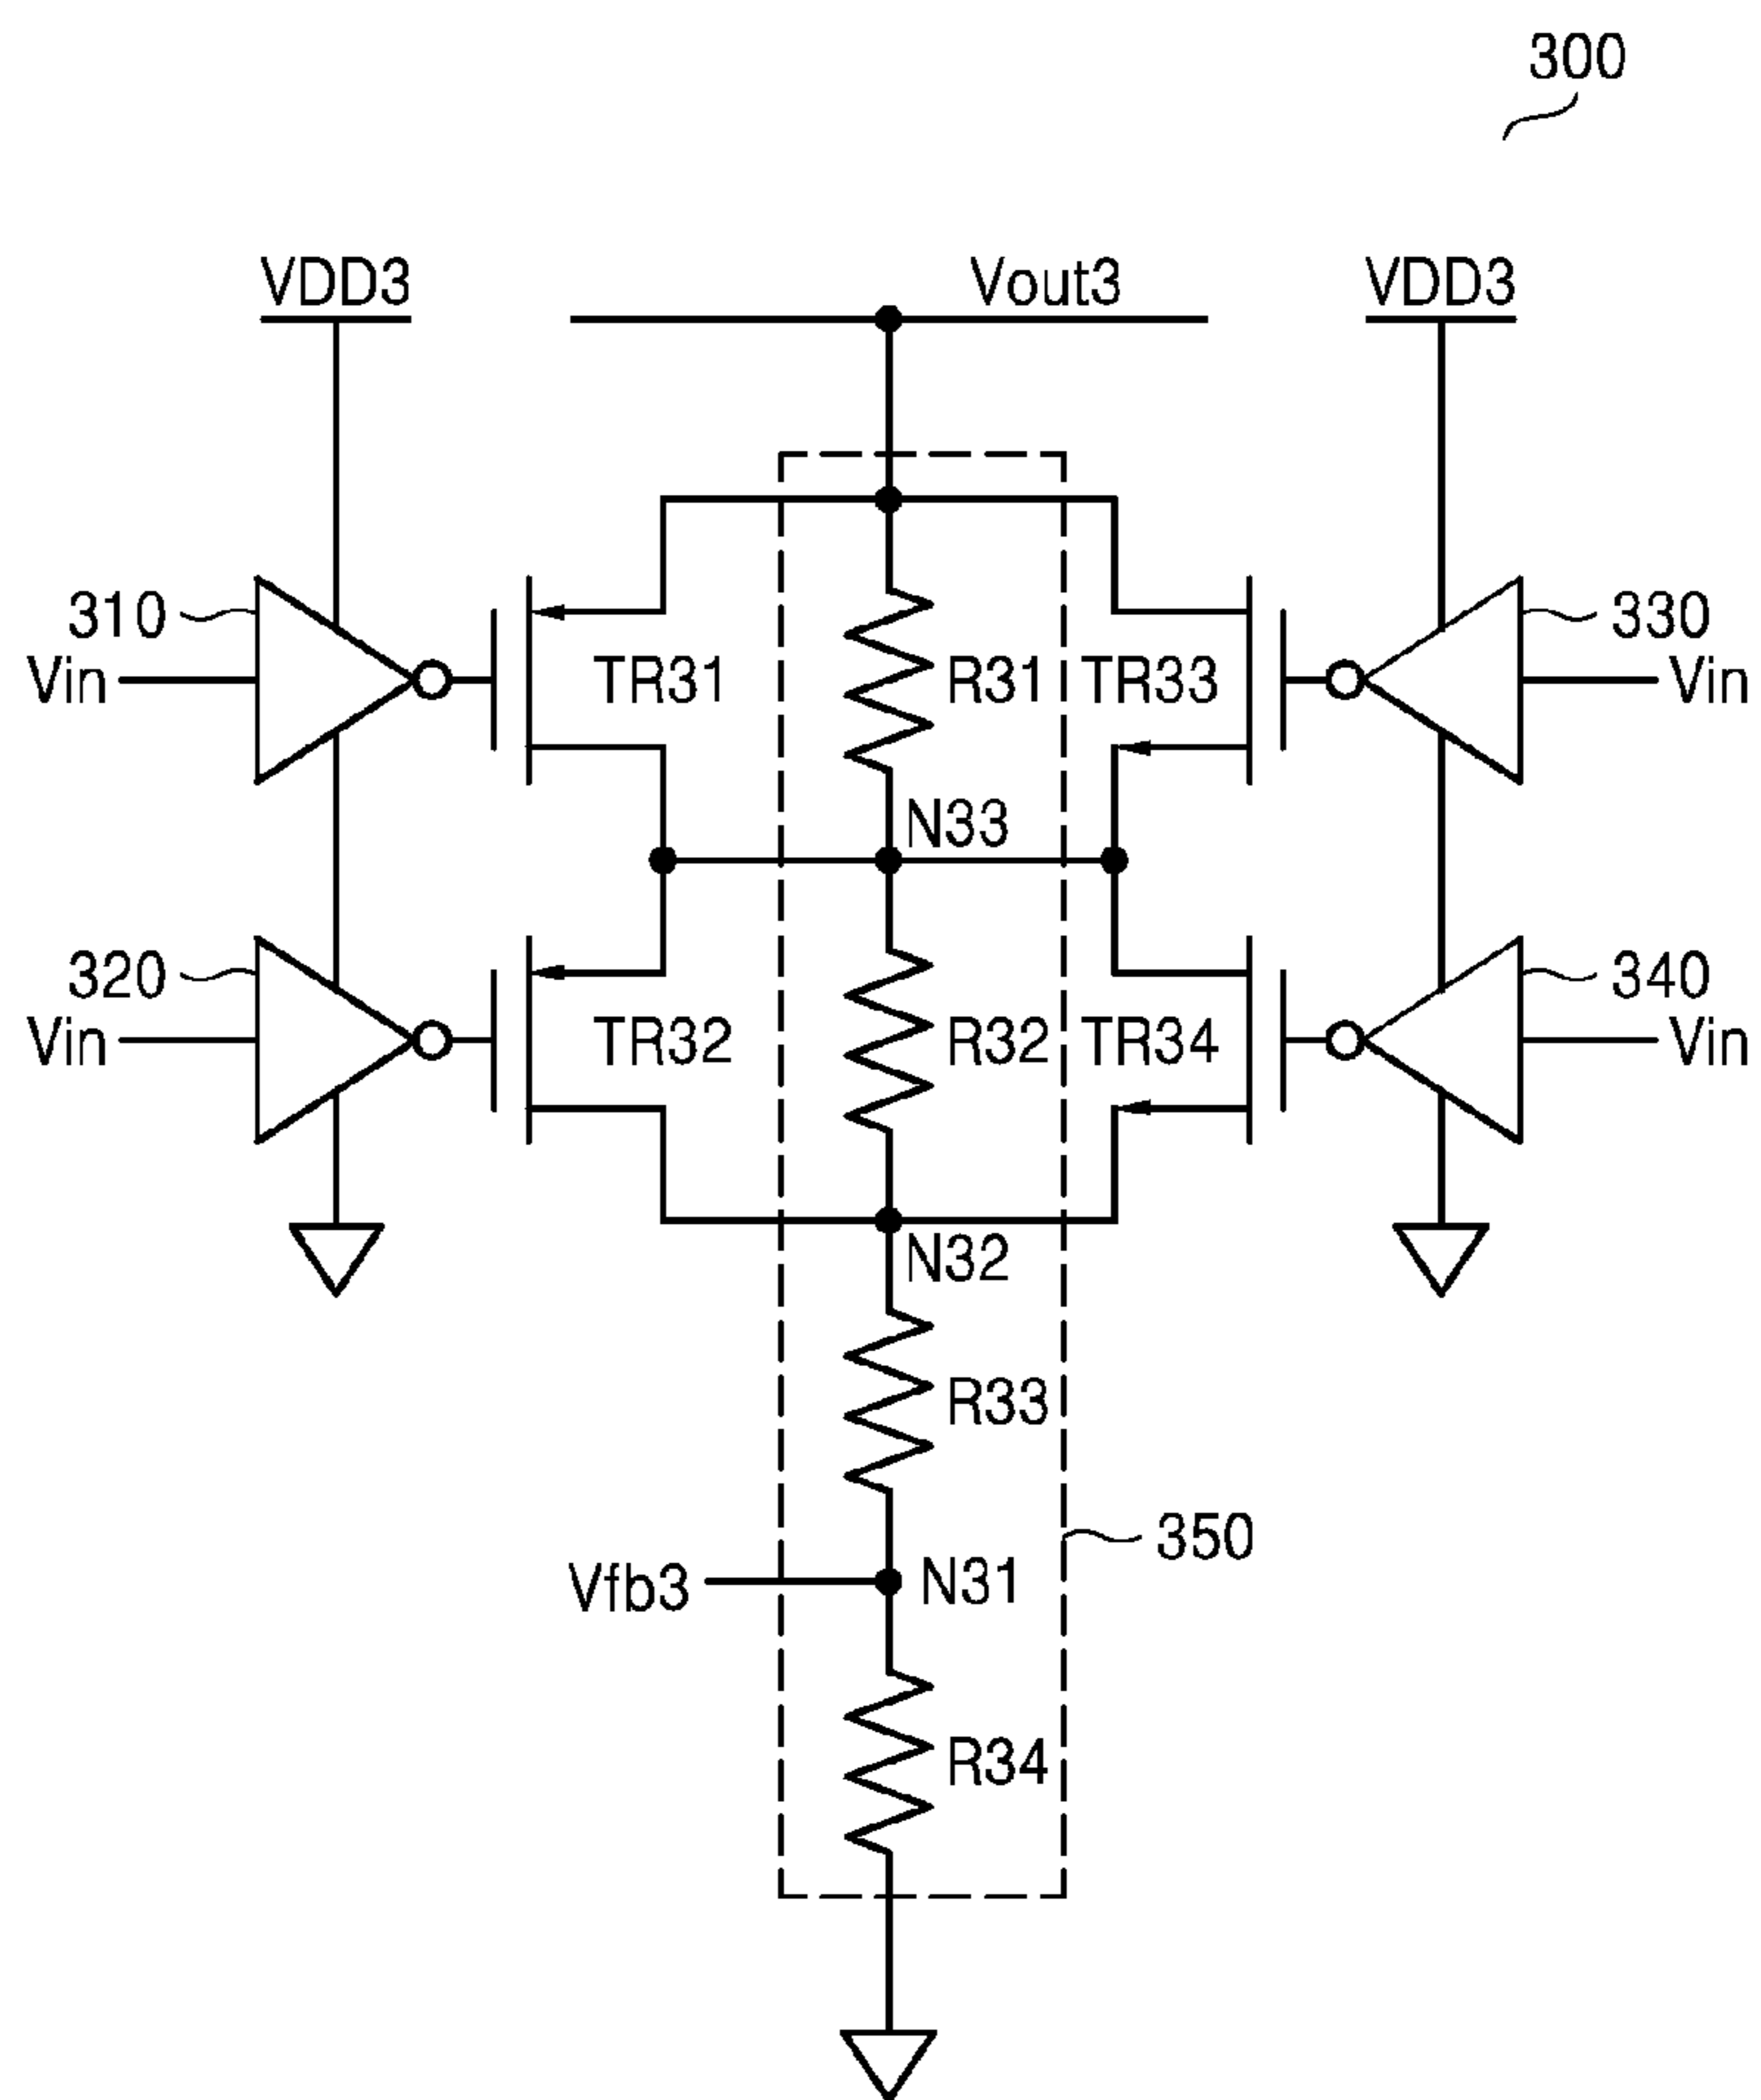 300
VDD3
Vout3
VDD3
310
330
Vin
TR31
R31
TR33
Vin
N33
320
340
Vin
TR32
R32
TR34
Vin
N32
R33
350
Vfb3
N31
R34